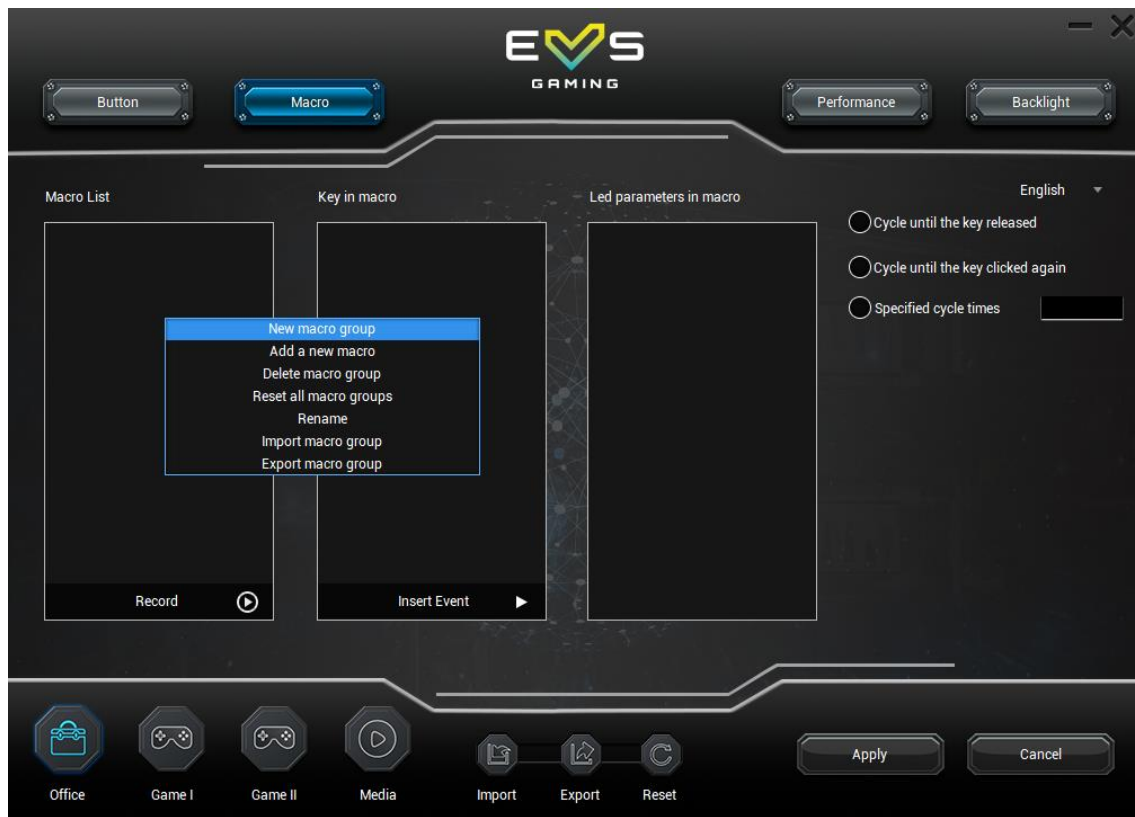 EVS
GAMING
Button
Macro
Performance
Backlight
Macro List
Key in macro
Led parameters in macro
English
Cycle until the key released
Cycle until the key clicked again
Specified cycle times
New macro group
Add a new macro
Delete macro group
Reset all macro groups
Rename
Import macro group
Export macro group
Record
Insert Event
Apply
Cancel
Office
Game I
Game II
Media
Import
Export
Reset